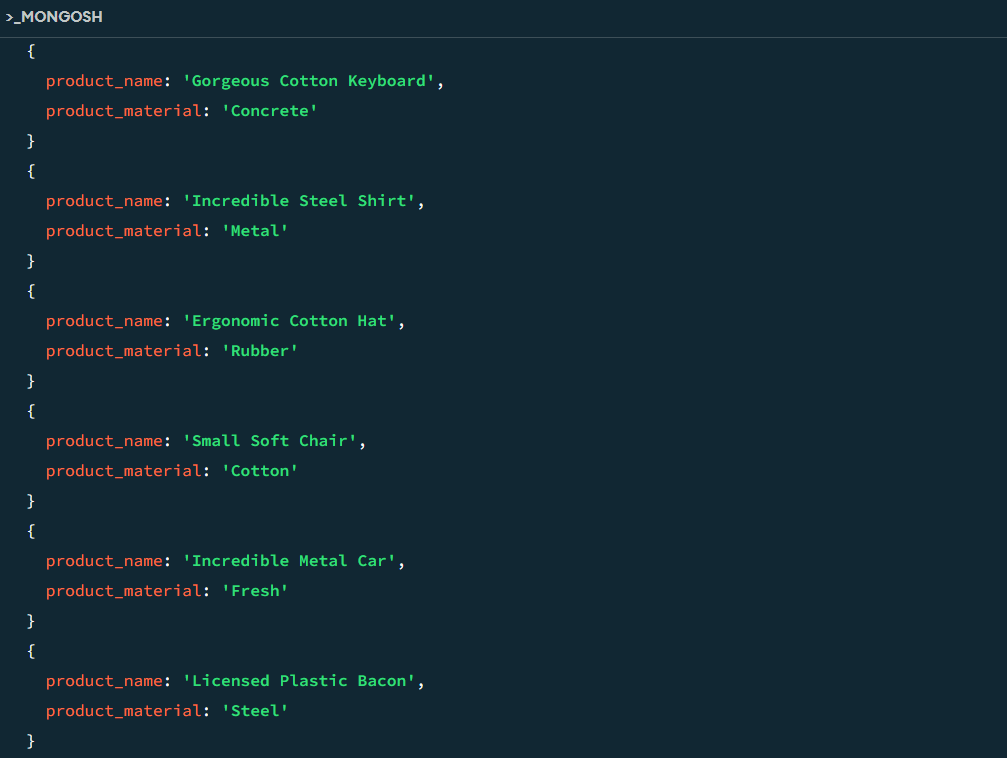 >_MONGOSH
{
product_name: 'Gorgeous Cotton Keyboard',
product_material: 'Concrete'
}
{
product_name: 'Incredible Steel Shirt',
product_material: 'Metal'
}
{
product_name: 'Ergonomic Cotton Hat',
product_material: 'Rubber'
}
{
product_name: 'Small Soft Chair',
product_material: 'Cotton'
}
{
product_name: 'Incredible Metal Car',
product_material: 'Fresh'
}
{
product_name: 'Licensed Plastic Bacon',
product_material: 'Steel'
}